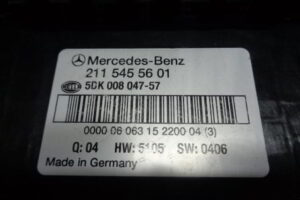 Mercedes-Benz
211 545 56 01
HELLA 5DK 008 047-57
0000 06 063 15 2200 04 (3)
Q: 04 HW: 5105 SW: 0406
Made in Germany